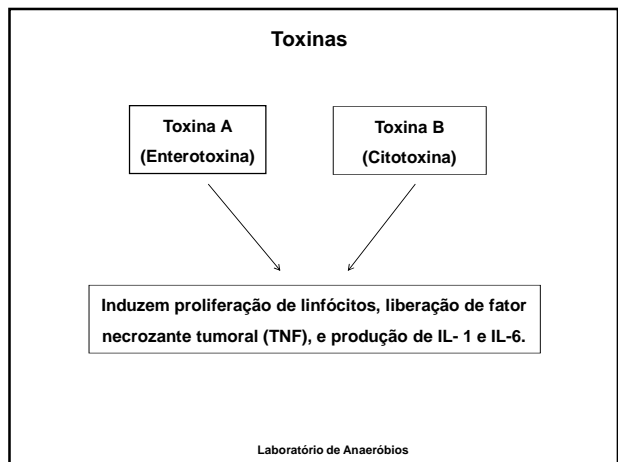 Toxinas
Toxina A
(Enterotoxina)
Toxina B
(Citotoxina)
Induzem proliferação de linfócitos, liberação de fator
necrozante tumoral (TNF), e produção de IL- 1 e IL-6.
Laboratório de Anaeróbios